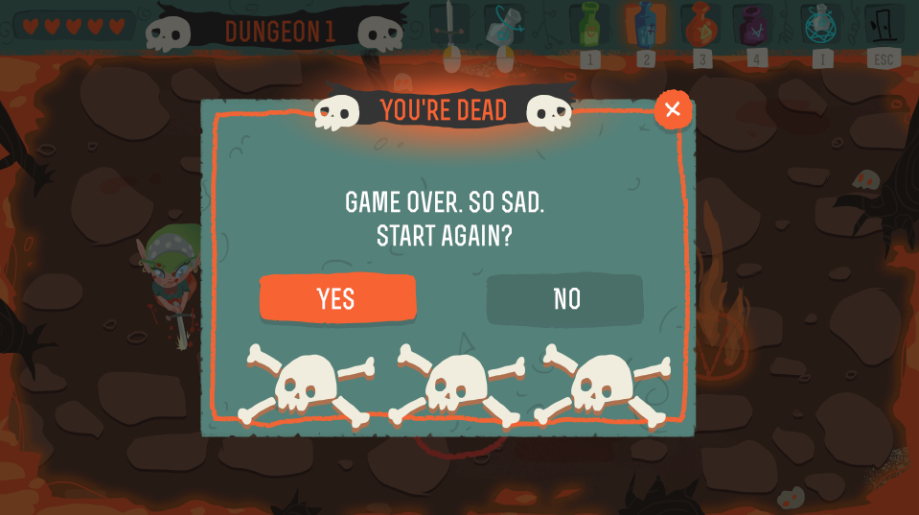 DUNGEON 1
1
2
3
4
I
ESC
YOU'RE DEAD
GAME OVER. SO SAD.
START AGAIN?
YES
NO